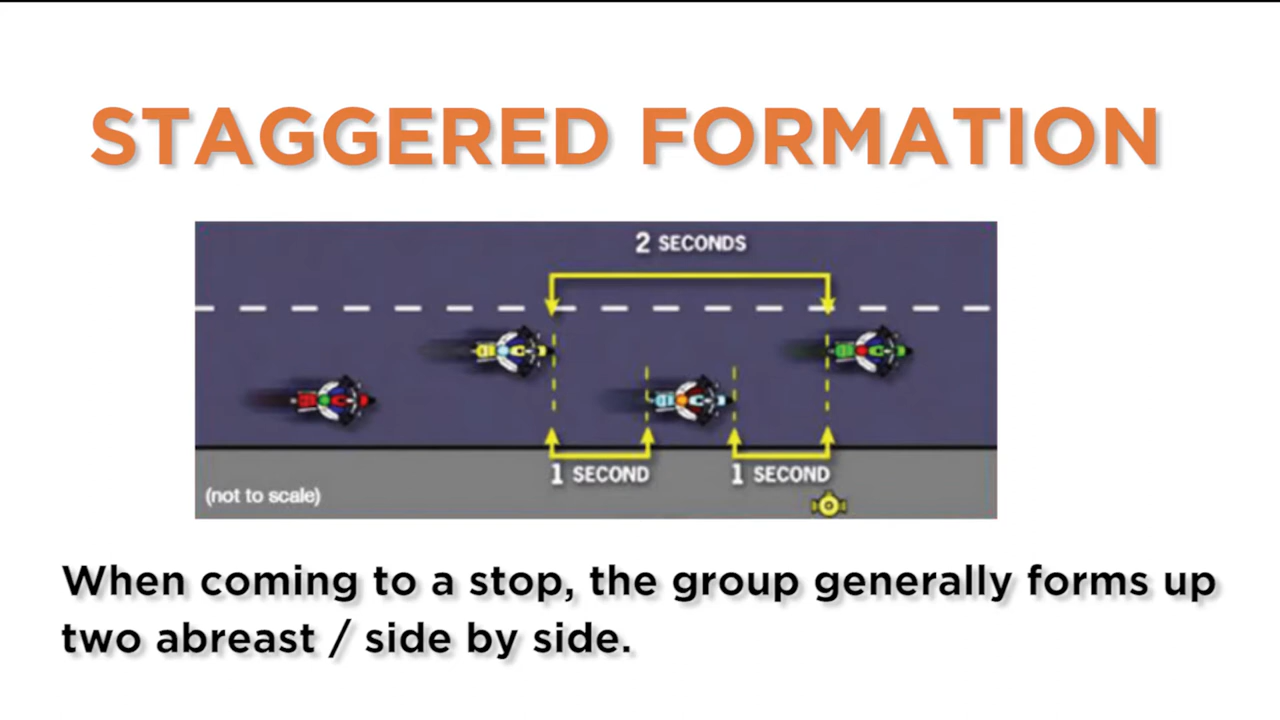 STAGGERED FORMATION
2 SECONDS
1 SECOND
1 SECOND
(not to scale)
When coming to a stop, the group generally forms up
two abreast / side by side.